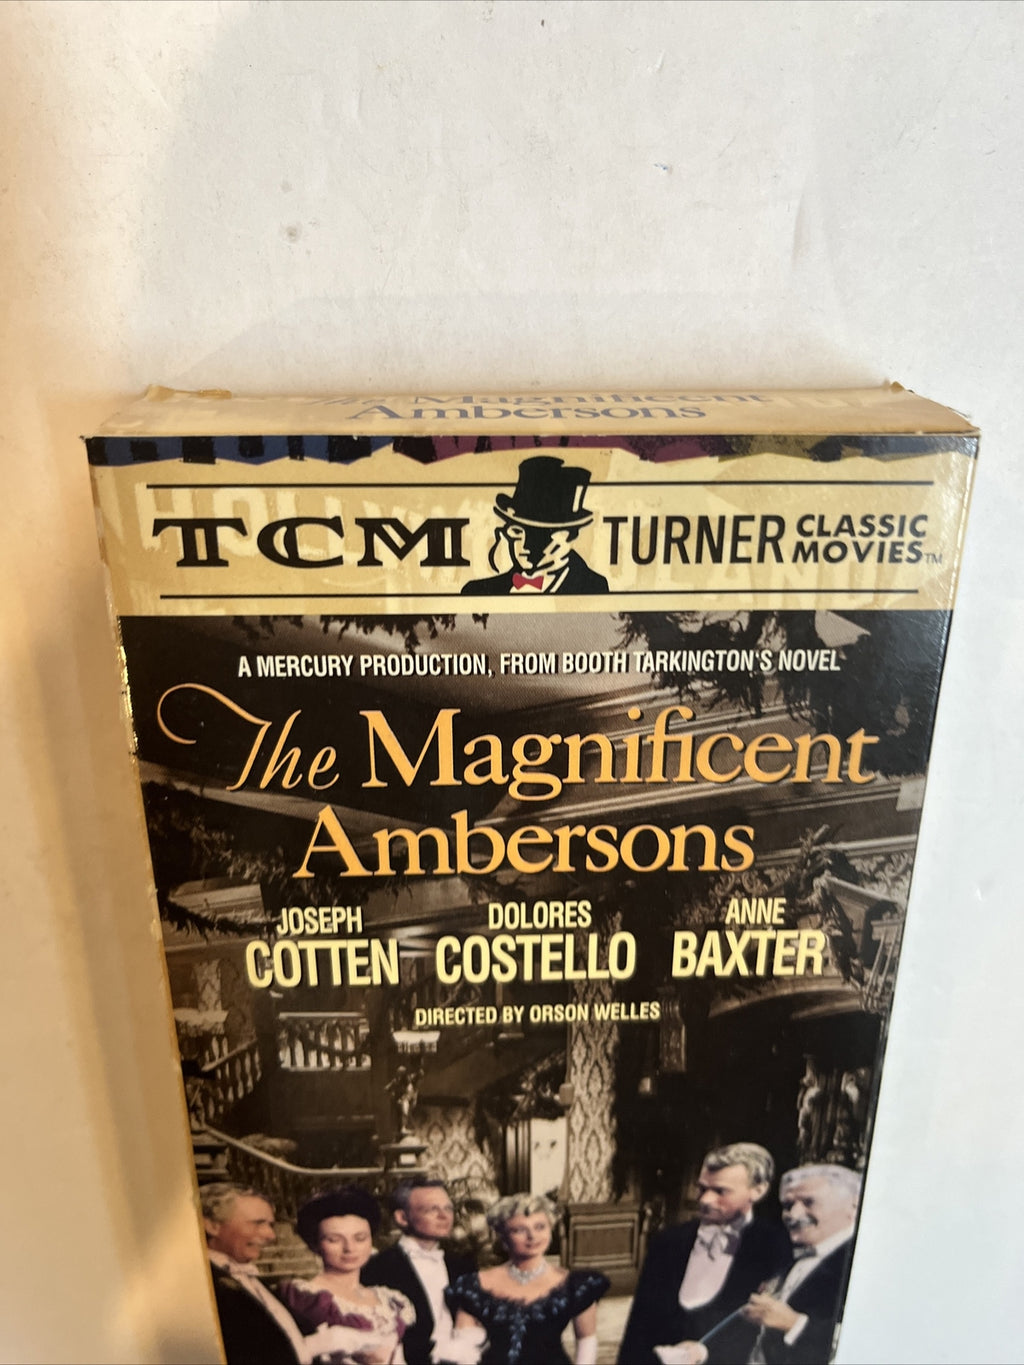 The Magnificent
Ambersons
TCM TURNER CLASSIC MOVIES™
A MERCURY PRODUCTION, FROM BOOTH TARKINGTON'S NOVEL
The Magnificent
Ambersons
JOSEPH COTTEN
DOLORES COSTELLO
ANNE BAXTER
DIRECTED BY ORSON WELLES